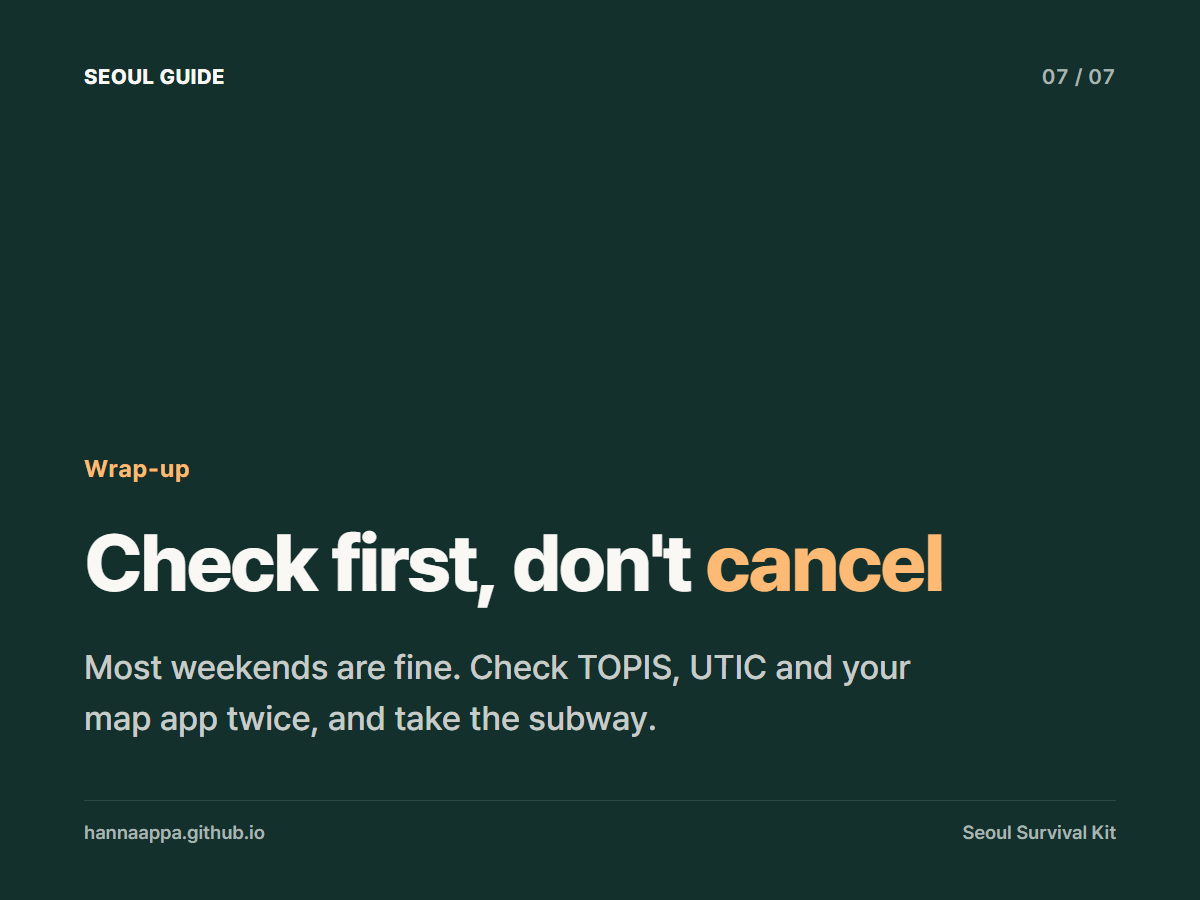 SEOUL GUIDE
07 / 07
Wrap-up
Check first, don't cancel
Most weekends are fine. Check TOPIS, UTIC and your
map app twice, and take the subway.
hannaappa.github.io
Seoul Survival Kit